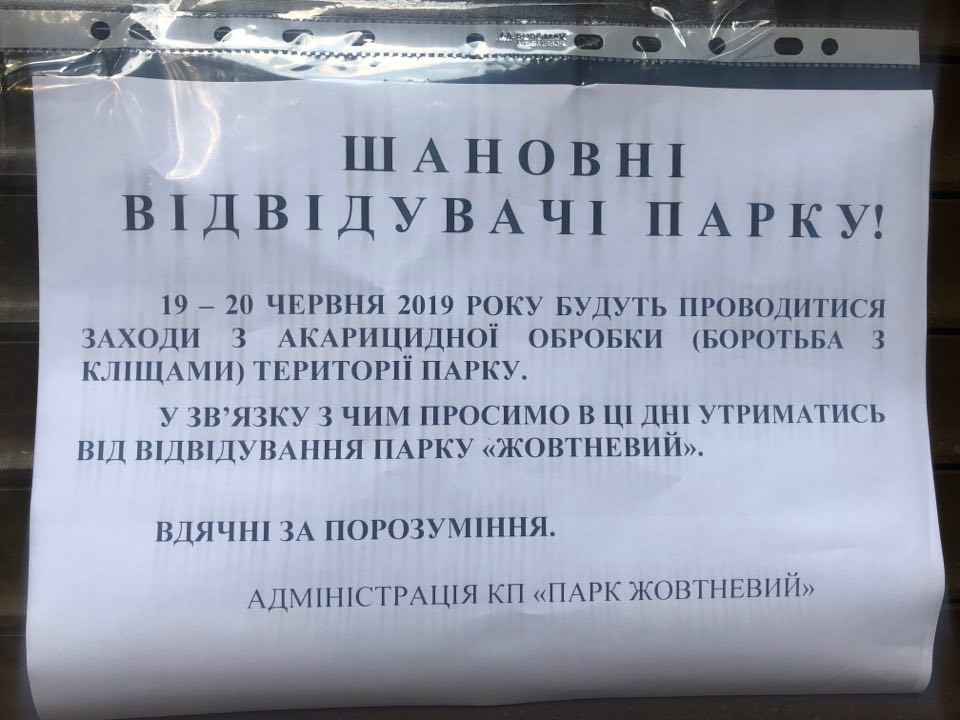 BUROMAX
ШАНОВНІ
ВІДВІДУВАЧІ ПАРКУ!
19 – 20 ЧЕРВНЯ 2019 РОКУ БУДУТЬ ПРОВОДИТИСЯ
ЗАХОДИ З АКАРИЦИДНОЇ ОБРОБКИ (БОРОТЬБА З
КЛІЩАМИ) ТЕРИТОРІЇ ПАРКУ.
У ЗВ’ЯЗКУ З ЧИМ ПРОСИМО В ЦІ ДНІ УТРИМАТИСЬ
ВІД ВІДВІДУВАННЯ ПАРКУ «ЖОВТНЕВИЙ».
ВДЯЧНІ ЗА ПОРОЗУМІННЯ.
АДМІНІСТРАЦІЯ КП «ПАРК ЖОВТНЕВИЙ»